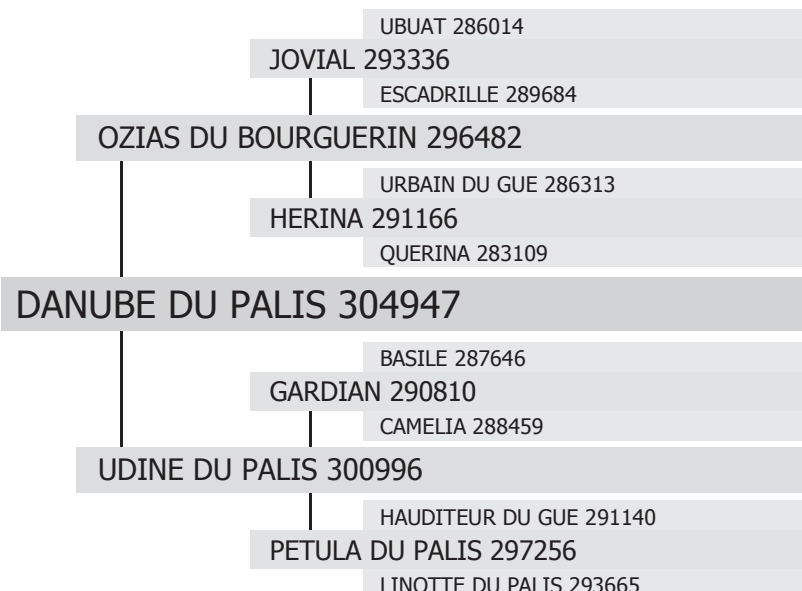 UBUAT 286014
JOVIAL 293336
ESCADRILLE 289684
OZIAS DU BOURGUERIN 296482
URBAIN DU GUE 286313
HERINA 291166
QUERINA 283109
DANUBE DU PALIS 304947
BASILE 287646
GARDIAN 290810
CAMELIA 288459
UDINE DU PALIS 300996
HAUDITEUR DU GUE 291140
PETULA DU PALIS 297256
LINOTTE DU PALIS 293665